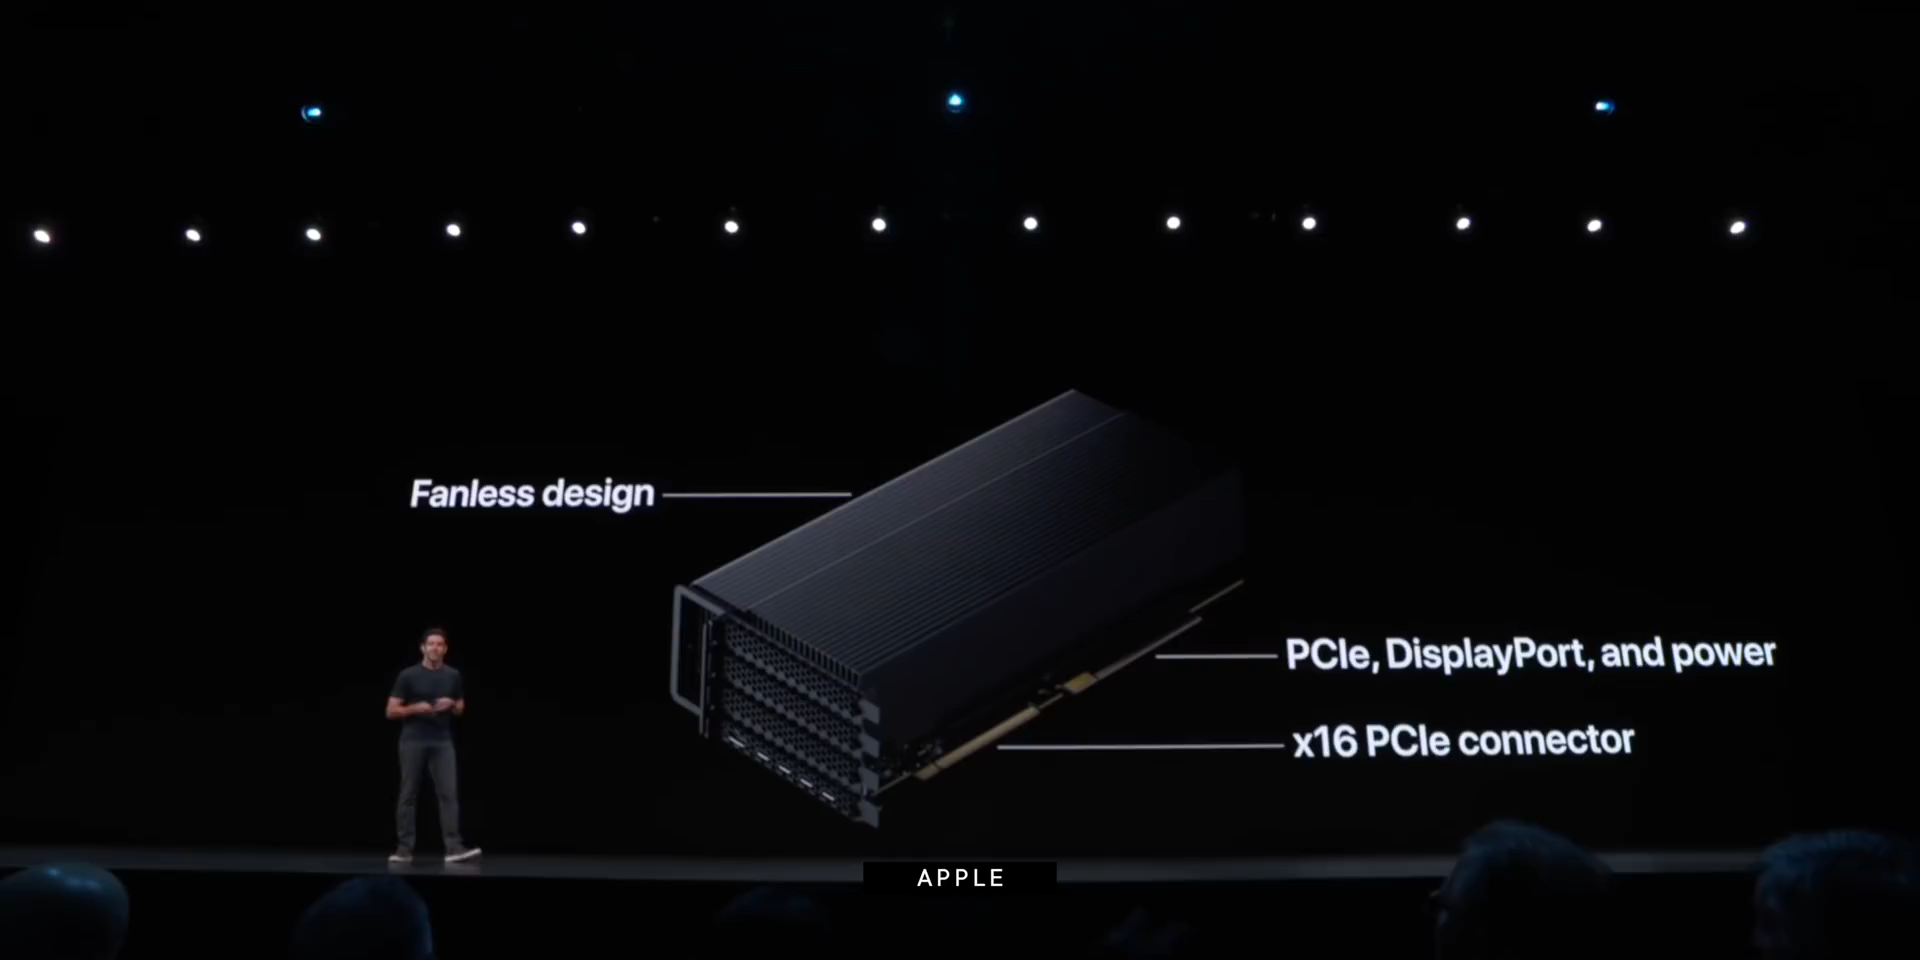 Fanless design
PCIe, DisplayPort, and power
x16 PCIe connector
APPLE